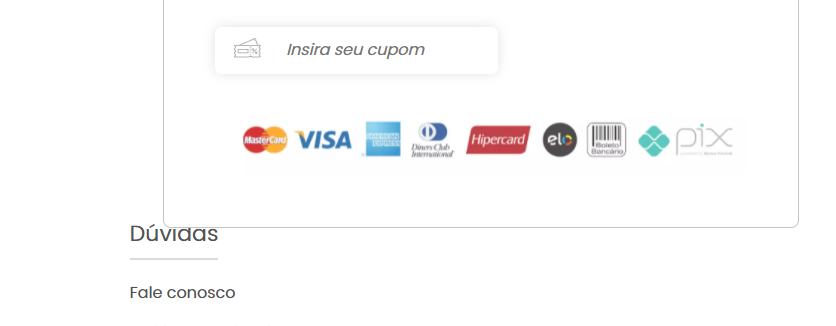 Insira seu cupom
MasterCard VISA AMERICAN EXPRESS Diners Club International Hipercard elo Boleto Bancário pix
Dúvidas
Fale conosco